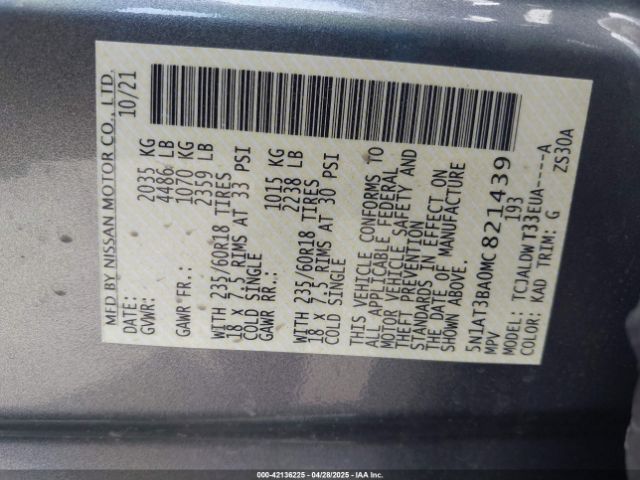 MFD BY NISSAN MOTOR CO., LTD.
DATE: 10/21
GVWR: 2035 KG
4486 LB
GAWR FR.: 1070 KG
2359 LB
WITH 235/60R18 TIRES
18 X 7.5 RIMS AT 33 PSI
COLD SINGLE
GAWR RR.: 1015 KG
2238 LB
WITH 235/60R18 TIRES
18 X 7.5 RIMS AT 30 PSI
COLD SINGLE
THIS VEHICLE CONFORMS TO
ALL APPLICABLE FEDERAL
MOTOR VEHICLE SAFETY AND
THEFT PREVENTION
STANDARDS IN EFFECT ON
THE DATE OF MANUFACTURE
SHOWN ABOVE.
5N1AT3BA0MC821439
MPV 193
MODEL: TCJALDWT33EUA----A
COLOR: KAD TRIM: G ZS30A
000-42136225 - 04/28/2025 - IAAC.com